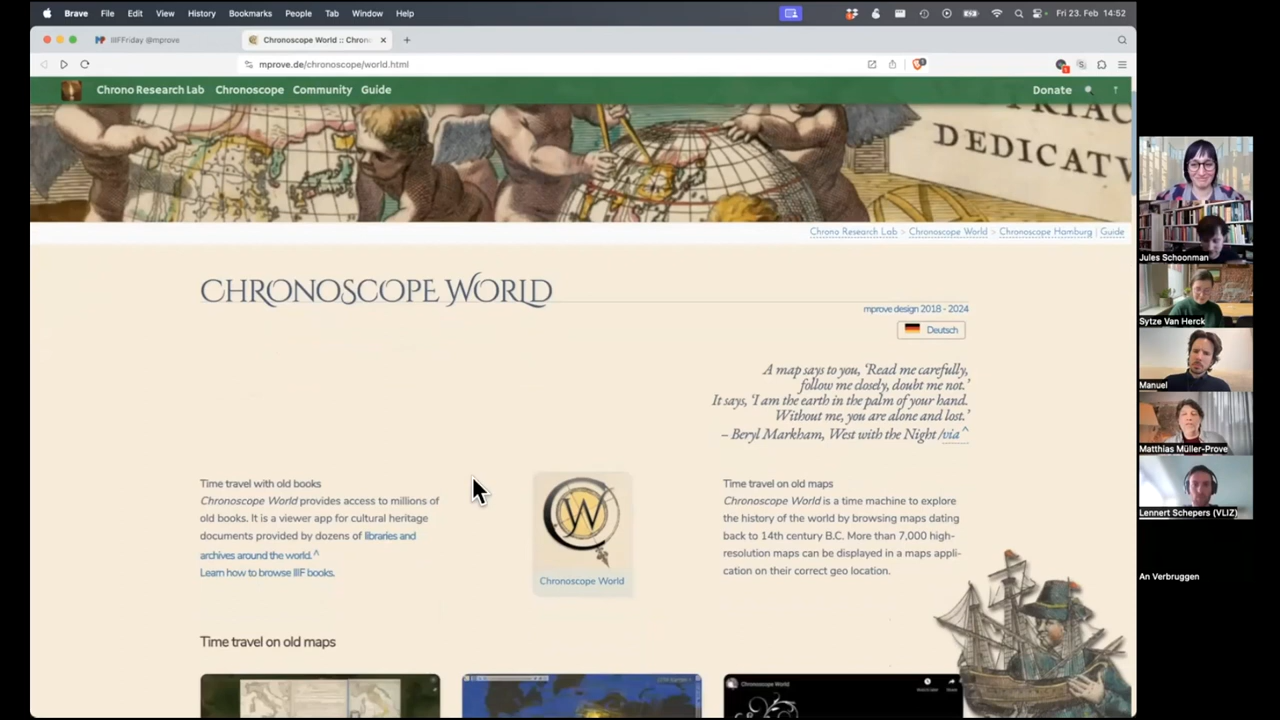 Brave File Edit View History Bookmarks People Tab Window Help Fri 23. Feb 14:52
IIIFFriday @mprove Chronoscope World :: Chron
mprove.de/chronoscope/world.html
Chrono Research Lab Chronoscope Community Guide Donate
DEDICATV
Chrono Research Lab > Chronoscope World > Chronoscope Hamburg | Guide
CHRONOSCOPE WORLD
mprove design 2018 - 2024
Deutsch
A map says to you, ‘Read me carefully,
follow me closely, doubt me not.’
It says, ‘I am the earth in the palm of your hand.
Without me, you are alone and lost.’
– Beryl Markham, West with the Night /via ^
Time travel with old books
Chronoscope World provides access to millions of
old books. It is a viewer app for cultural heritage
documents provided by dozens of libraries and
archives around the world. ^
Learn how to browse IIIF books.
CW
Chronoscope World
Time travel on old maps
Chronoscope World is a time machine to explore
the history of the world by browsing maps dating
back to 14th century B.C. More than 7,000 high-
resolution maps can be displayed in a maps appli-
cation on their correct geo location.
Time travel on old maps
Chronoscope World
Jules Schoonman
Sytze Van Herck
Manuel
Matthias Müller-Prove
Lennert Schepers (VLIZ)
An Verbruggen